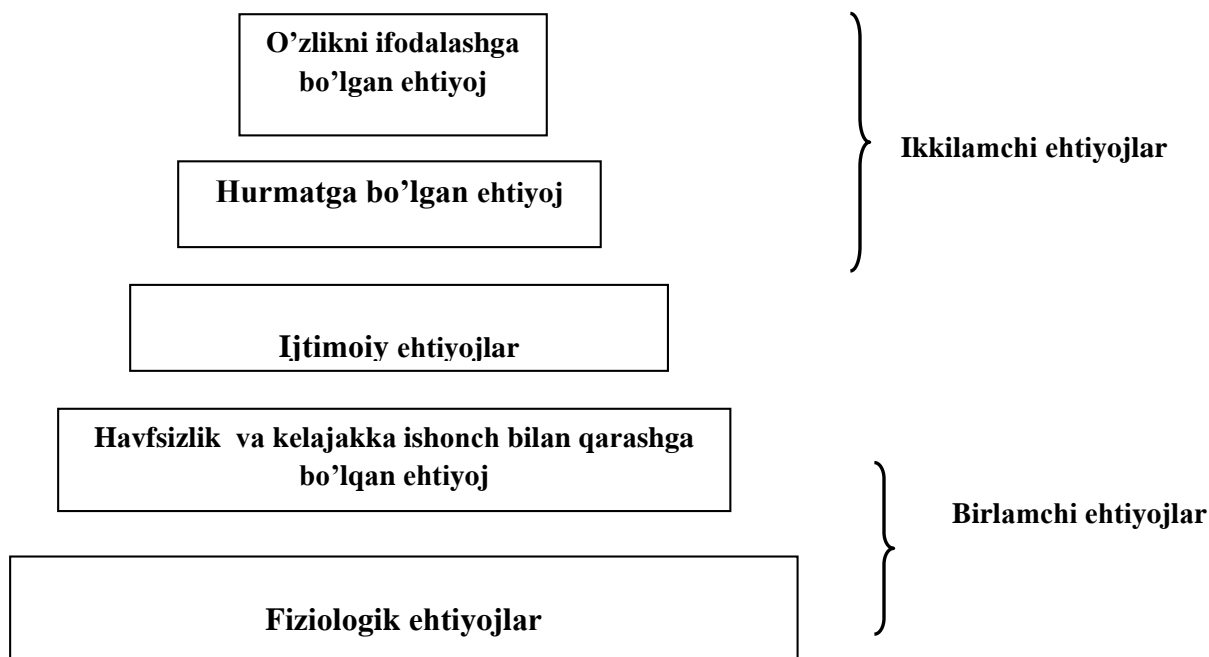 O’zlikni ifodalashga
bo’lgan ehtiyoj
Ikkilamchi ehtiyojlar
Hurmatga bo’lgan ehtiyoj
Ijtimoiy ehtiyojlar
Havfsizlik va kelajakka ishonch bilan qarashga
bo’lqan ehtiyoj
Birlamchi ehtiyojlar
Fiziologik ehtiyojlar